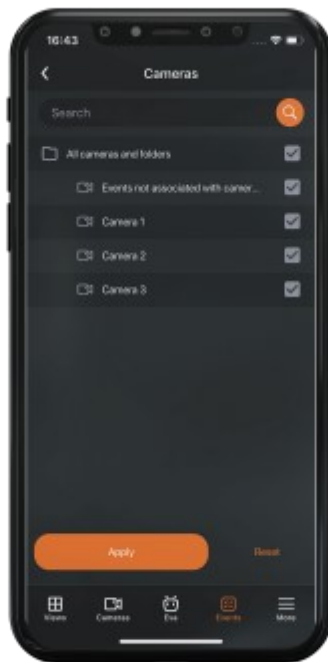 16:43
Cameras
Search
All cameras and folders
Events not associated with camer...
Camera 1
Camera 2
Camera 3
Apply
Reset
Views
Cameras
Eva
Events
More